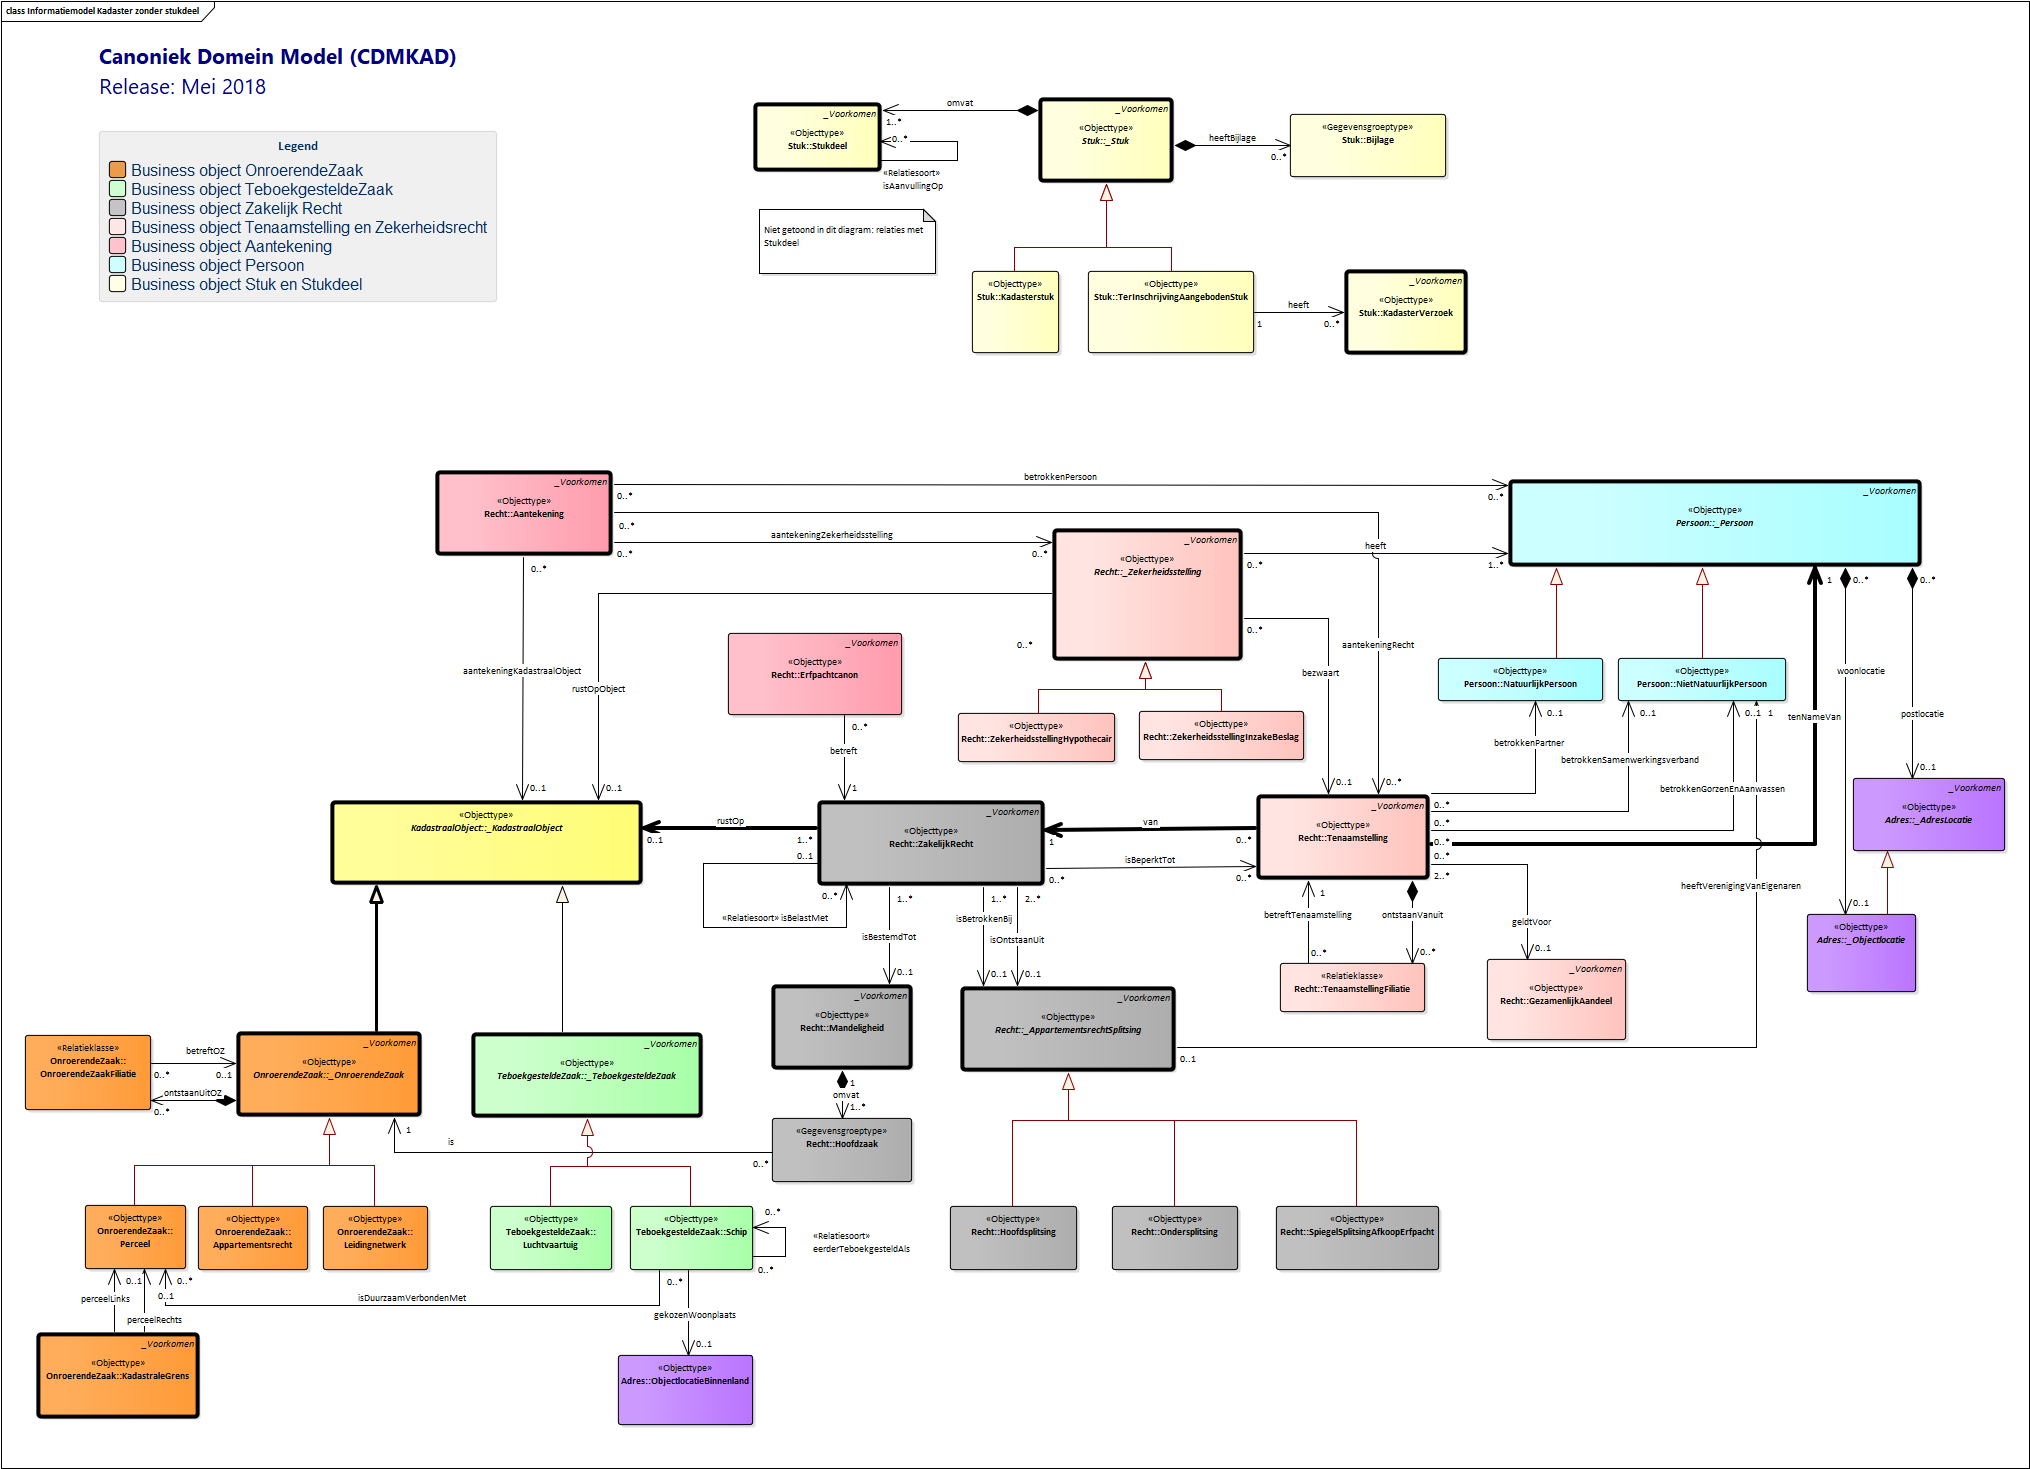 class Informatiemodel Kadaster zonder stukdeel
Canoniek Domein Model (CDMKAD)
Release: Mei 2018
Legend
Business object OnroerendeZaak
Business object TeboekgesteldeZaak
Business object Zakelijk Recht
Business object Tenaamstelling en Zekerheidsrecht
Business object Aantekening
Business object Persoon
Business object Stuk en Stukdeel
_Voorkomen
«Objecttype»
Stuk::Stukdeel
omvat
1..*
0..*
«Relatiesoort»
isAanvullingOp
_Voorkomen
«Objecttype»
Stuk::_Stuk
heeftBijlage
0..*
«Gegevensgroeptype»
Stuk::Bijlage
Niet getoond in dit diagram: relaties met
Stukdeel
«Objecttype»
Stuk::Kadasterstuk
«Objecttype»
Stuk::TerInschrijvingAangebodenStuk
heeft
1
0..*
_Voorkomen
«Objecttype»
Stuk::KadasterVerzoek
_Voorkomen
«Objecttype»
Recht::Aantekening
betrokkenPersoon
0..*
0..*
0..*
aantekeningZekerheidsstelling
0..*
0..*
0..*
_Voorkomen
«Objecttype»
Recht::_Zekerheidsstelling
heeft
0..*
1..*
0..*
0..*
_Voorkomen
«Objecttype»
Persoon::_Persoon
1
0..*
0..*
aantekeningKadastraalObject
rustOpObject
0..1
0..1
_Voorkomen
«Objecttype»
Recht::Erfpachtcanon
0..*
betreft
1
«Objecttype»
Recht::ZekerheidsstellingHypothecair
«Objecttype»
Recht::ZekerheidsstellingInzakeBeslag
bezwaart
aantekeningRecht
0..1
0..*
«Objecttype»
Persoon::NatuurlijkPersoon
«Objecttype»
Persoon::NietNatuurlijkPersoon
0..1
0..1
0..1
1
betrokkenPartner
betrokkenSamenwerkingsverband
betrokkenGorzenEnAanwassen
tenNameVan
woonlocatie
postlocatie
0..1
_Voorkomen
«Objecttype»
Adres::_AdresLocatie
heeftVerenigingVanEigenaren
0..1
«Objecttype»
Adres::_Objectlocatie
«Objecttype»
KadastraalObject::_KadastraalObject
rustOp
0..1
1..*
0..1
_Voorkomen
«Objecttype»
Recht::ZakelijkRecht
van
1
0..*
isBeperktTot
0..*
0..*
_Voorkomen
«Objecttype»
Recht::Tenaamstelling
0..*
0..*
0..*
0..*
2..*
0..*
«Relatiesoort» isBelastMet
1..*
isBestemdTot
0..1
1..*
isBetrokkenBij
2..*
isOntstaanUit
0..1
0..1
1
betreftTenaamstelling
0..*
ontstaanVanuit
0..*
geldtVoor
0..1
«Relatieklasse»
Recht::TenaamstellingFiliatie
_Voorkomen
«Objecttype»
Recht::GezamenlijkAandeel
_Voorkomen
«Objecttype»
Recht::Mandeligheid
1
omvat
1..*
«Gegevensgroeptype»
Recht::Hoofdzaak
_Voorkomen
«Objecttype»
Recht::_AppartementsrechtSplitsing
0..1
«Relatieklasse»
OnroerendeZaak::
OnroerendeZaakFiliatie
betreftOZ
0..*
0..1
ontstaanUitOZ
0..*
_Voorkomen
«Objecttype»
OnroerendeZaak::_OnroerendeZaak
1
is
0..*
_Voorkomen
«Objecttype»
TeboekgesteldeZaak::_TeboekgesteldeZaak
«Objecttype»
OnroerendeZaak::
Perceel
«Objecttype»
OnroerendeZaak::
Appartementsrecht
«Objecttype»
OnroerendeZaak::
Leidingnetwerk
«Objecttype»
TeboekgesteldeZaak::
Luchtvaartuig
«Objecttype»
TeboekgesteldeZaak::Schip
0..*
«Relatiesoort»
eerderTeboekgesteldAls
0..*
«Objecttype»
Recht::Hoofdsplitsing
«Objecttype»
Recht::Ondersplitsing
«Objecttype»
Recht::SpiegelSplitsingAfkoopErfpacht
0..1
0..*
perceelLinks
0..1
perceelRechts
isDuurzaamVerbondenMet
0..*
gekozenWoonplaats
0..1
_Voorkomen
«Objecttype»
OnroerendeZaak::KadastraleGrens
«Objecttype»
Adres::ObjectlocatieBinnenland